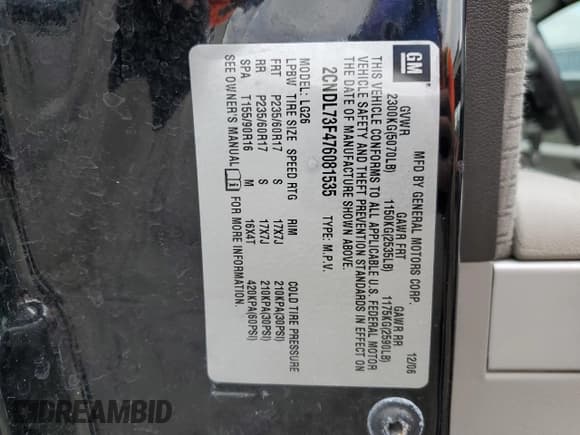 GM
MFD BY GENERAL MOTORS CORP. 12/06
GVWR GAWR FRT GAWR RR
2300KG(5070LB) 1150KG(2535LB) 1175KG(2590LB)
THIS VEHICLE CONFORMS TO ALL APPLICABLE U.S. FEDERAL MOTOR
VEHICLE SAFETY AND THEFT PREVENTION STANDARDS IN EFFECT ON
THE DATE OF MANUFACTURE SHOWN ABOVE.
2CNDL73F476081535 TYPE: M.P.V.
LPBW LG26
TIRE SIZE SPEED RTG RIM COLD TIRE PRESSURE
FRT P235/60R17 S 17X7J 210KPA(30PSI)
RR P235/60R17 S 17X7J 210KPA(30PSI)
SPA T155/90R16 M 16X4T 420KPA(60PSI)
SEE OWNER'S MANUAL FOR MORE INFORMATION.
DREAMBID